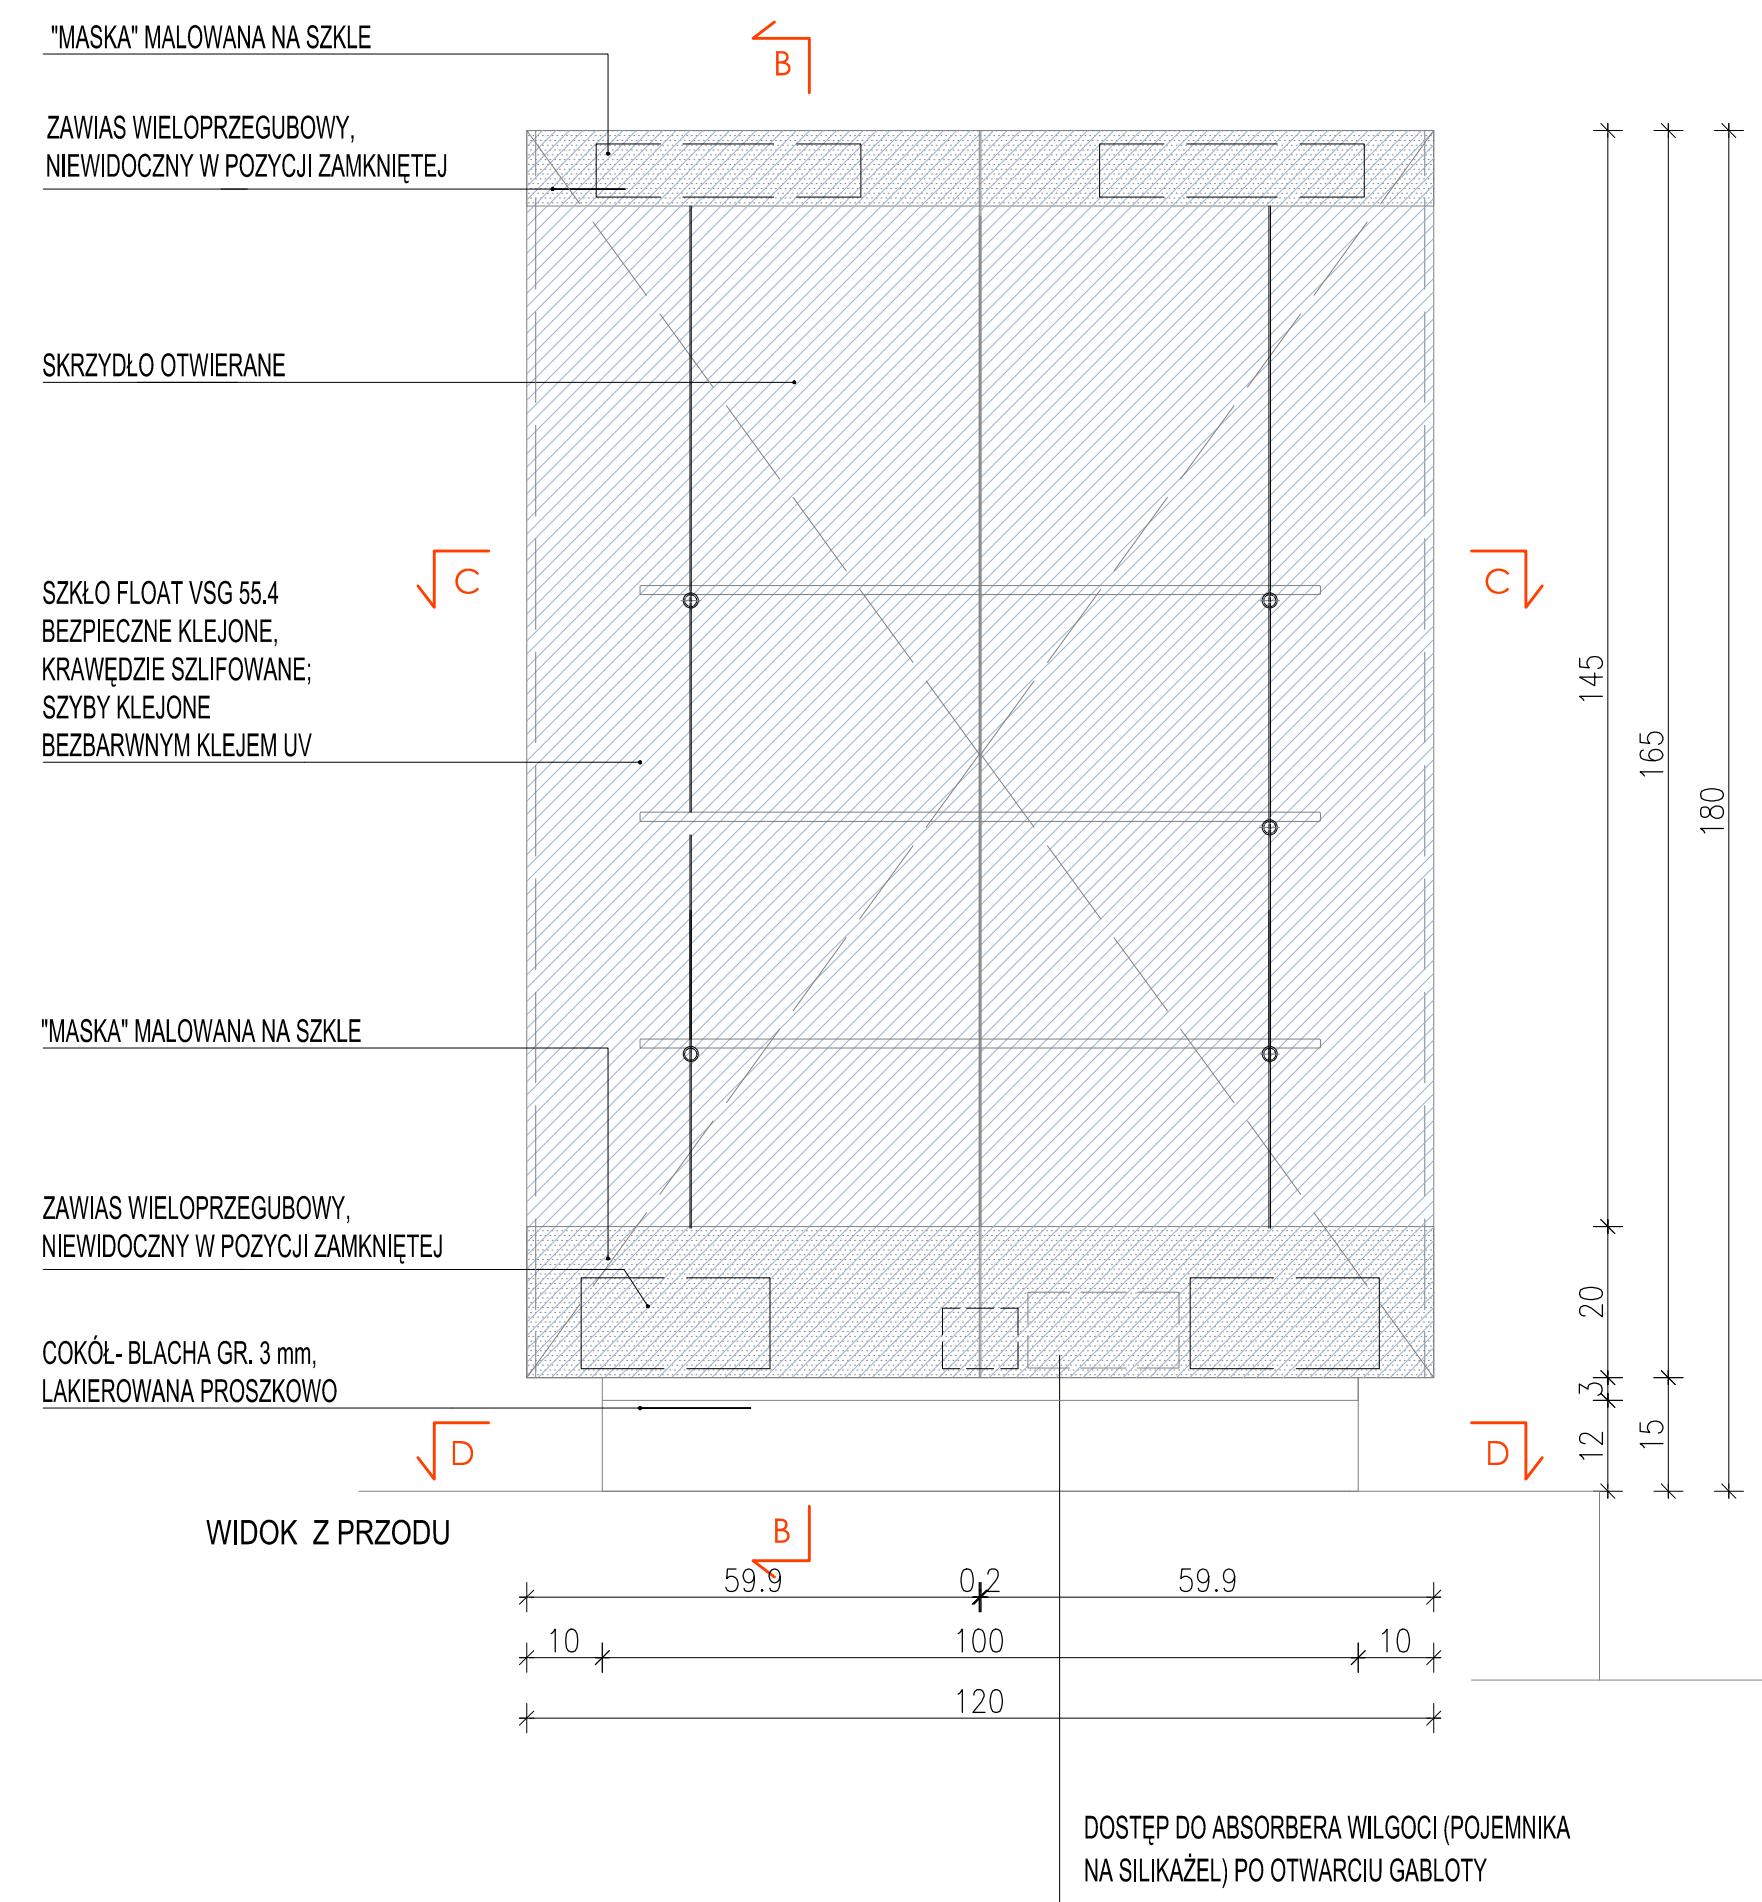 "MASKA" MALOWANA NA SZKLE
B
ZAWIAS WIELOPRZEGUBOWY,
NIEWIDOCZNY W POZYCJI ZAMKNIĘTEJ
SKRZYDŁO OTWIERANE
C
C
SZKŁO FLOAT VSG 55.4
BEZPIECZNE KLEJONE,
KRAWĘDZIE SZLIFOWANE;
SZYBY KLEJONE
BEZBARWNYM KLEJEM UV
145
165
180
"MASKA" MALOWANA NA SZKLE
ZAWIAS WIELOPRZEGUBOWY,
NIEWIDOCZNY W POZYCJI ZAMKNIĘTEJ
20
COKÓŁ- BLACHA GR. 3 mm,
LAKIEROWANA PROSZKOWO
3
12
15
D
D
WIDOK Z PRZODU
B
59.9
0.2
59.9
10
100
10
120
DOSTĘP DO ABSORBERA WILGOCI (POJEMNIKA
NA SILIKAŻEL) PO OTWARCIU GABLOTY